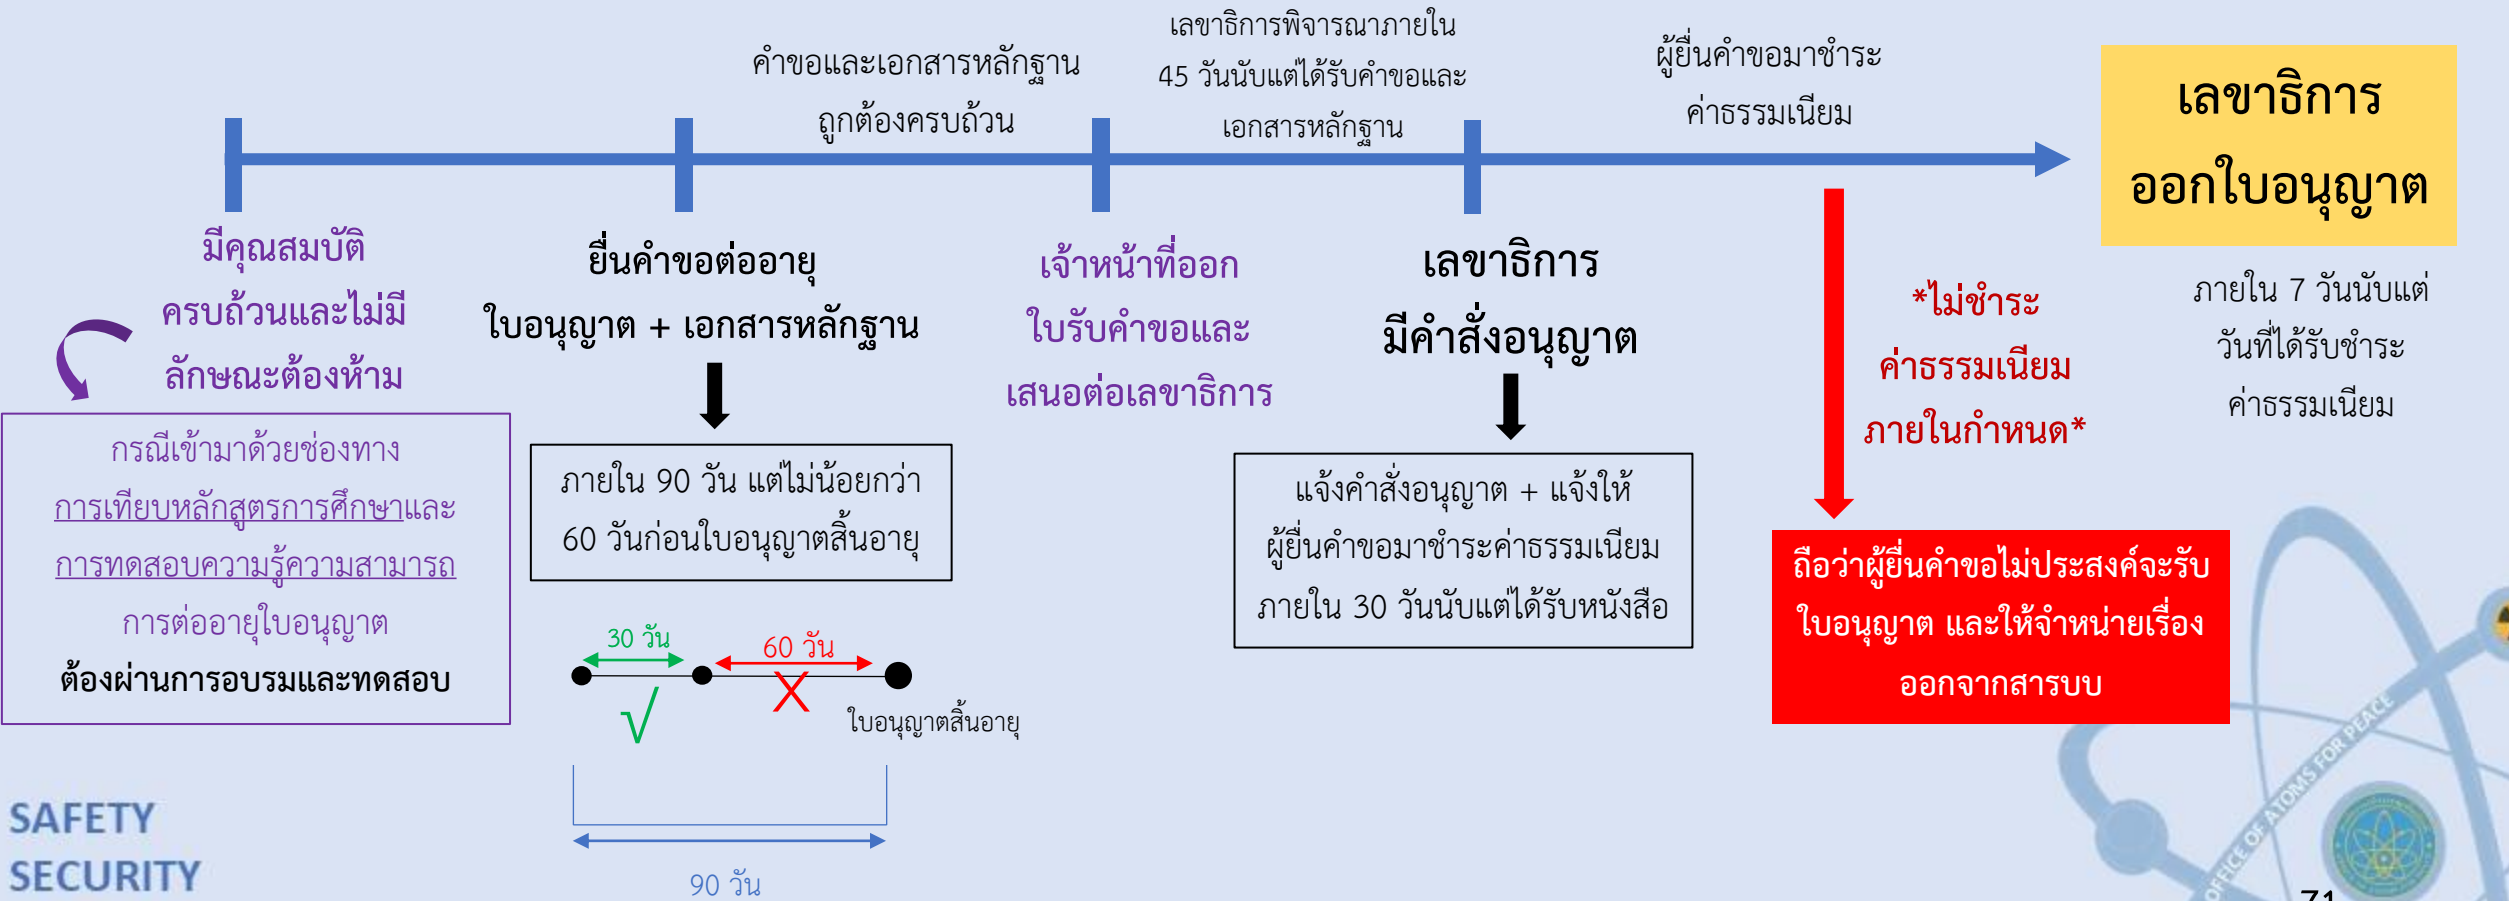 คำขอและเอกสารหลักฐาน
ถูกต้องครบถ้วน
เลขาธิการพิจารณาภายใน
45 วันนับแต่ได้รับคำขอและ
เอกสารหลักฐาน
ผู้ยื่นคำขอมาชำระ
ค่าธรรมเนียม
เลขาธิการ
ออกใบอนุญาต
มีคุณสมบัติ
ครบถ้วนและไม่มี
ลักษณะต้องห้าม
ยื่นคำขอต่ออายุ
ใบอนุญาต + เอกสารหลักฐาน
เจ้าหน้าที่ออก
ใบรับคำขอและ
เสนอต่อเลขาธิการ
เลขาธิการ
มีคำสั่งอนุญาต
*ไม่ชำระ
ค่าธรรมเนียม
ภายในกำหนด*
ภายใน 7 วันนับแต่
วันที่ได้รับชำระ
ค่าธรรมเนียม
กรณีเข้ามาด้วยช่องทาง
การเทียบหลักสูตรการศึกษาและ
การทดสอบความรู้ความสามารถ
การต่ออายุใบอนุญาต
ต้องผ่านการอบรมและทดสอบ
ภายใน 90 วัน แต่ไม่น้อยกว่า
60 วันก่อนใบอนุญาตสิ้นอายุ
แจ้งคำสั่งอนุญาต + แจ้งให้
ผู้ยื่นคำขอมาชำระค่าธรรมเนียม
ภายใน 30 วันนับแต่ได้รับหนังสือ
ถือว่าผู้ยื่นคำขอไม่ประสงค์จะรับ
ใบอนุญาต และให้จำหน่ายเรื่อง
ออกจากสารบบ
30 วัน
60 วัน
√
X
ใบอนุญาตสิ้นอายุ
90 วัน
SAFETY
SECURITY
OFFICE OF ATOMS FOR PEACE
71